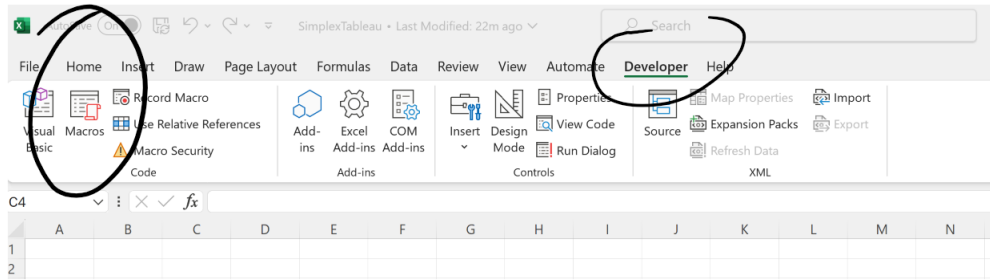 AutoSave On SimplexTableau • Last Modified: 22m ago Search
File Home Insert Draw Page Layout Formulas Data Review View Automate Developer Help
Record Macro Properties Map Properties Import
Visual Basic Macros Use Relative References Add-ins Excel Add-ins COM Add-ins Insert Design Mode View Code Source Expansion Packs Export
Macro Security Run Dialog Refresh Data
Code Add-ins Controls XML
C4 fx
A B C D E F G H I J K L M N
1
2